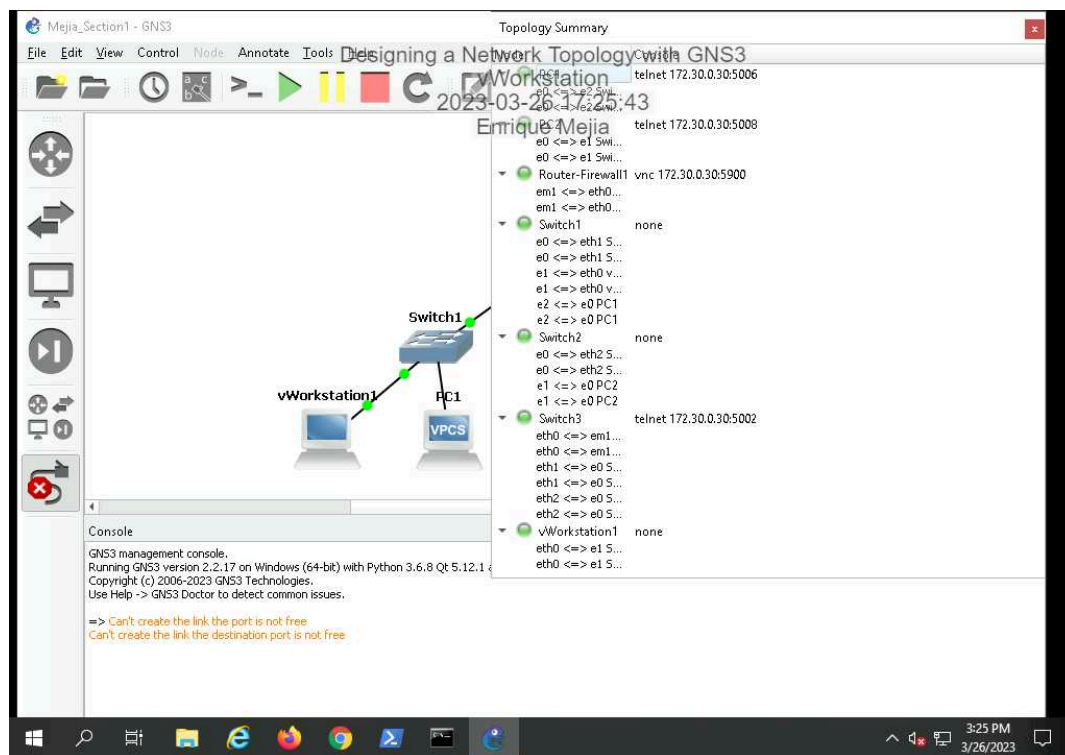 Mejia_Section1 - GNS3
Topology Summary
File Edit View Control Node Annotate Tools Help
Designing a Network Topology with GNS3
vWorkstation
2023-03-26 17:25:43
Enrique Mejia
Node Console
PC1 telnet 172.30.0.30:5006
e0 <=> e2 Swi...
e0 <=> e2 Swi...
PC2 telnet 172.30.0.30:5008
e0 <=> e1 Swi...
e0 <=> e1 Swi...
Router-Firewall1 vnc 172.30.0.30:5900
em1 <=> eth0...
em1 <=> eth0...
Switch1 none
e0 <=> eth1 S...
e0 <=> eth1 S...
e1 <=> eth0 v...
e1 <=> eth0 v...
e2 <=> e0 PC1
e2 <=> e0 PC1
Switch2 none
e0 <=> eth2 S...
e0 <=> eth2 S...
e1 <=> e0 PC2
e1 <=> e0 PC2
Switch3 telnet 172.30.0.30:5002
eth0 <=> em1...
eth0 <=> em1...
eth1 <=> e0 S...
eth1 <=> e0 S...
eth2 <=> e0 S...
eth2 <=> e0 S...
vWorkstation1 none
eth0 <=> e1 S...
eth0 <=> e1 S...
Switch1
vWorkstation1
PC1
VPCS
Console
GNS3 management console.
Running GNS3 version 2.2.17 on Windows (64-bit) with Python 3.6.8 Qt 5.12.1
Copyright (c) 2006-2023 GNS3 Technologies.
Use Help -> GNS3 Doctor to detect common issues.
=> Can't create the link the port is not free
Can't create the link the destination port is not free
3:25 PM
3/26/2023